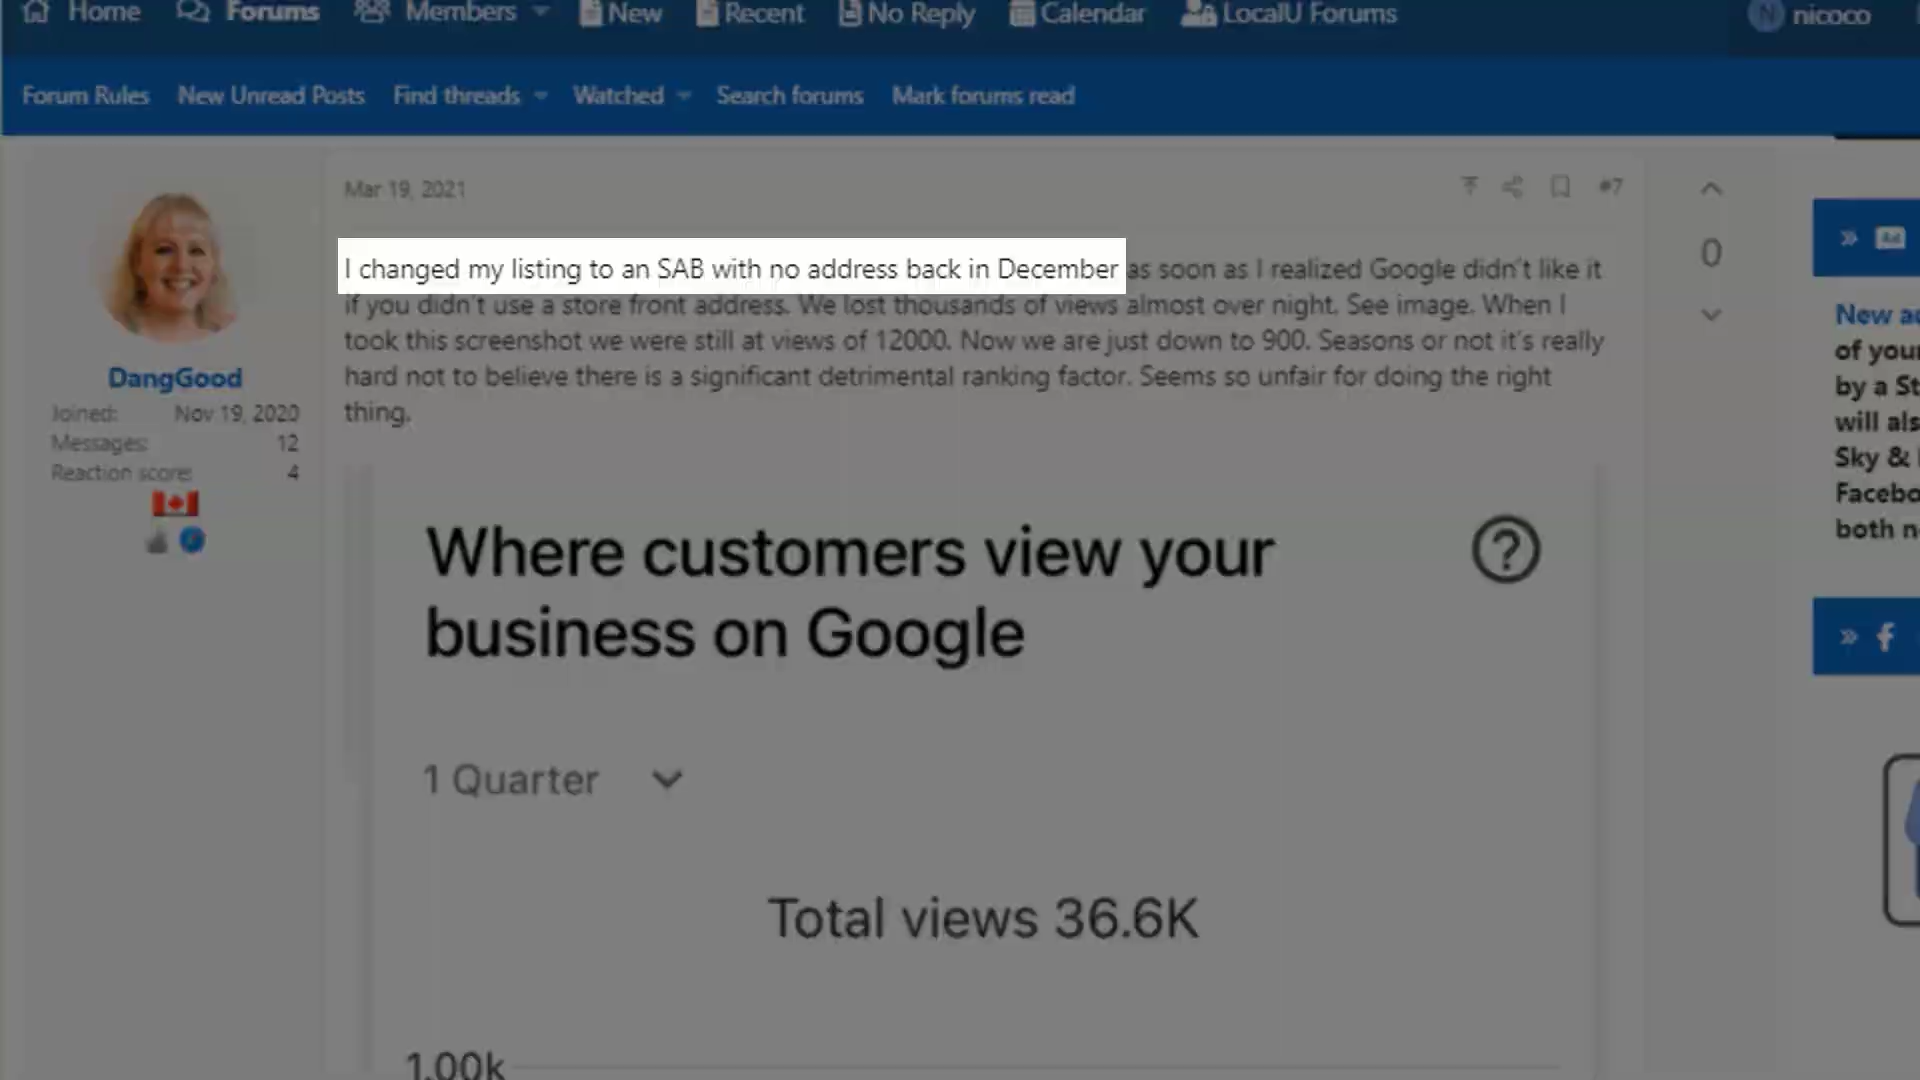 Home Forums Members New Recent No Reply Calendar LocalU Forums nicoco
Forum Rules New Unread Posts Find threads Watched Search forums Mark forums read
Mar 19, 2021 #7
I changed my listing to an SAB with no address back in December as soon as I realized Google didn't like it
if you didn't use a store front address. We lost thousands of views almost over night. See image. When I
took this screenshot we were still at views of 12000. Now we are just down to 900. Seasons or not it's really
hard not to believe there is a significant detrimental ranking factor. Seems so unfair for doing the right
thing.
0
DangGood
Joined: Nov 19, 2020
Messages: 12
Reaction score: 4
Where customers view your
business on Google
1 Quarter
Total views 36.6K
1.00k
Ad
New
of your
by a
will
Sky &
both